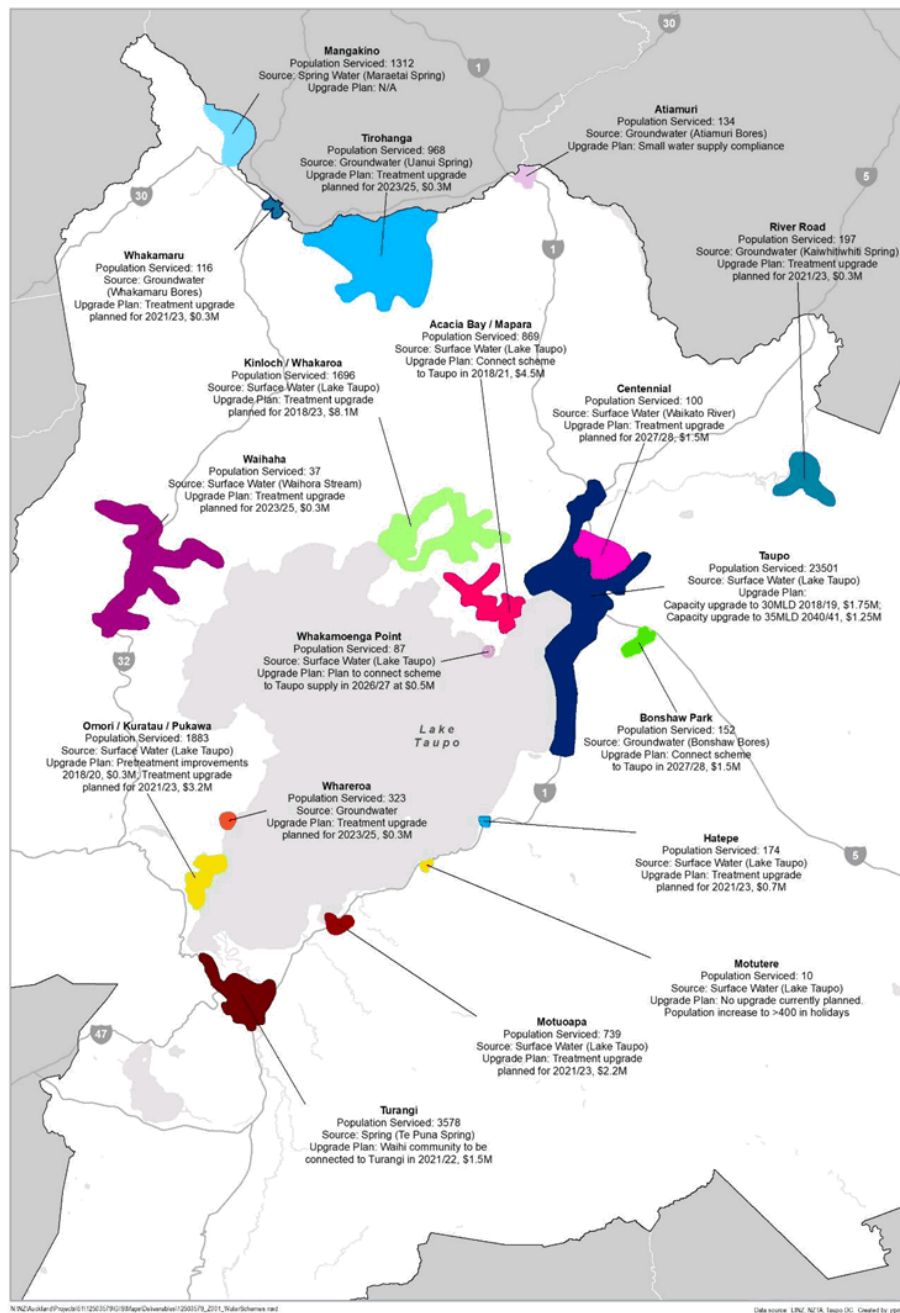 30
1
Mangakino
Population Serviced: 1312
Source: Spring Water (Maraetai Spring)
Upgrade Plan: N/A
Atiamuri
Population Serviced: 134
Source: Groundwater (Atiamuri Bores)
Upgrade Plan: Small water supply compliance
Tirohanga
Population Serviced: 968
Source: Groundwater (Uanui Spring)
Upgrade Plan: Treatment upgrade
planned for 2023/25, $0.3M
5
30
River Road
Population Serviced: 197
Source: Groundwater (Kaiwhitiwhiti Spring)
Upgrade Plan: Treatment upgrade
planned for 2021/23, $0.3M
1
Whakamaru
Population Serviced: 116
Source: Groundwater
(Whakamaru Bores)
Upgrade Plan: Treatment upgrade
planned for 2021/23, $0.3M
Acacia Bay / Mapara
Population Serviced: 869
Source: Surface Water (Lake Taupo)
Upgrade Plan: Connect scheme
to Taupo in 2018/21, $4.5M
Kinloch / Whakaroa
Population Serviced: 1696
Source: Surface Water (Lake Taupo)
Upgrade Plan: Treatment upgrade
planned for 2018/23, $8.1M
Centennial
Population Serviced: 100
Source: Surface Water (Waikato River)
Upgrade Plan: Treatment upgrade
planned for 2027/28, $1.5M
Waihaha
Population Serviced: 37
Source: Surface Water (Waihora Stream)
Upgrade Plan: Treatment upgrade
planned for 2023/25, $0.3M
Taupo
Population Serviced: 23501
Source: Surface Water (Lake Taupo)
Upgrade Plan:
Capacity upgrade to 30MLD 2018/19, $1.75M;
Capacity upgrade to 35MLD 2040/41, $1.25M
Whakamoenga Point
Population Serviced: 87
Source: Surface Water (Lake Taupo)
Upgrade Plan: Plan to connect scheme
to Taupo supply in 2026/27 at $0.5M
32
Lake
Taupo
Bonshaw Park
Population Serviced: 152
Source: Groundwater (Bonshaw Bores)
Upgrade Plan: Connect scheme
to Taupo in 2027/28, $1.5M
Omori / Kuratau / Pukawa
Population Serviced: 1883
Source: Surface Water (Lake Taupo)
Upgrade Plan: Pretreatment improvements
2018/20, $0.3M; Treatment upgrade
planned for 2021/23, $3.2M
Whareroa
Population Serviced: 323
Source: Groundwater
Upgrade Plan: Treatment upgrade
planned for 2023/25, $0.3M
1
5
Hatepe
Population Serviced: 174
Source: Surface Water (Lake Taupo)
Upgrade Plan: Treatment upgrade
planned for 2021/23, $0.7M
Motutere
Population Serviced: 10
Source: Surface Water (Lake Taupo)
Upgrade Plan: No upgrade currently planned.
Population increase to >400 in holidays
47
Motuoapa
Population Serviced: 739
Source: Surface Water (Lake Taupo)
Upgrade Plan: Treatment upgrade
planned for 2021/23, $2.2M
Turangi
Population Serviced: 3578
Source: Spring (Te Puna Spring)
Upgrade Plan: Waihi community to be
connected to Turangi in 2021/22, $1.5M
Data source: LINZ, NZTA, Taupo DC. Created by